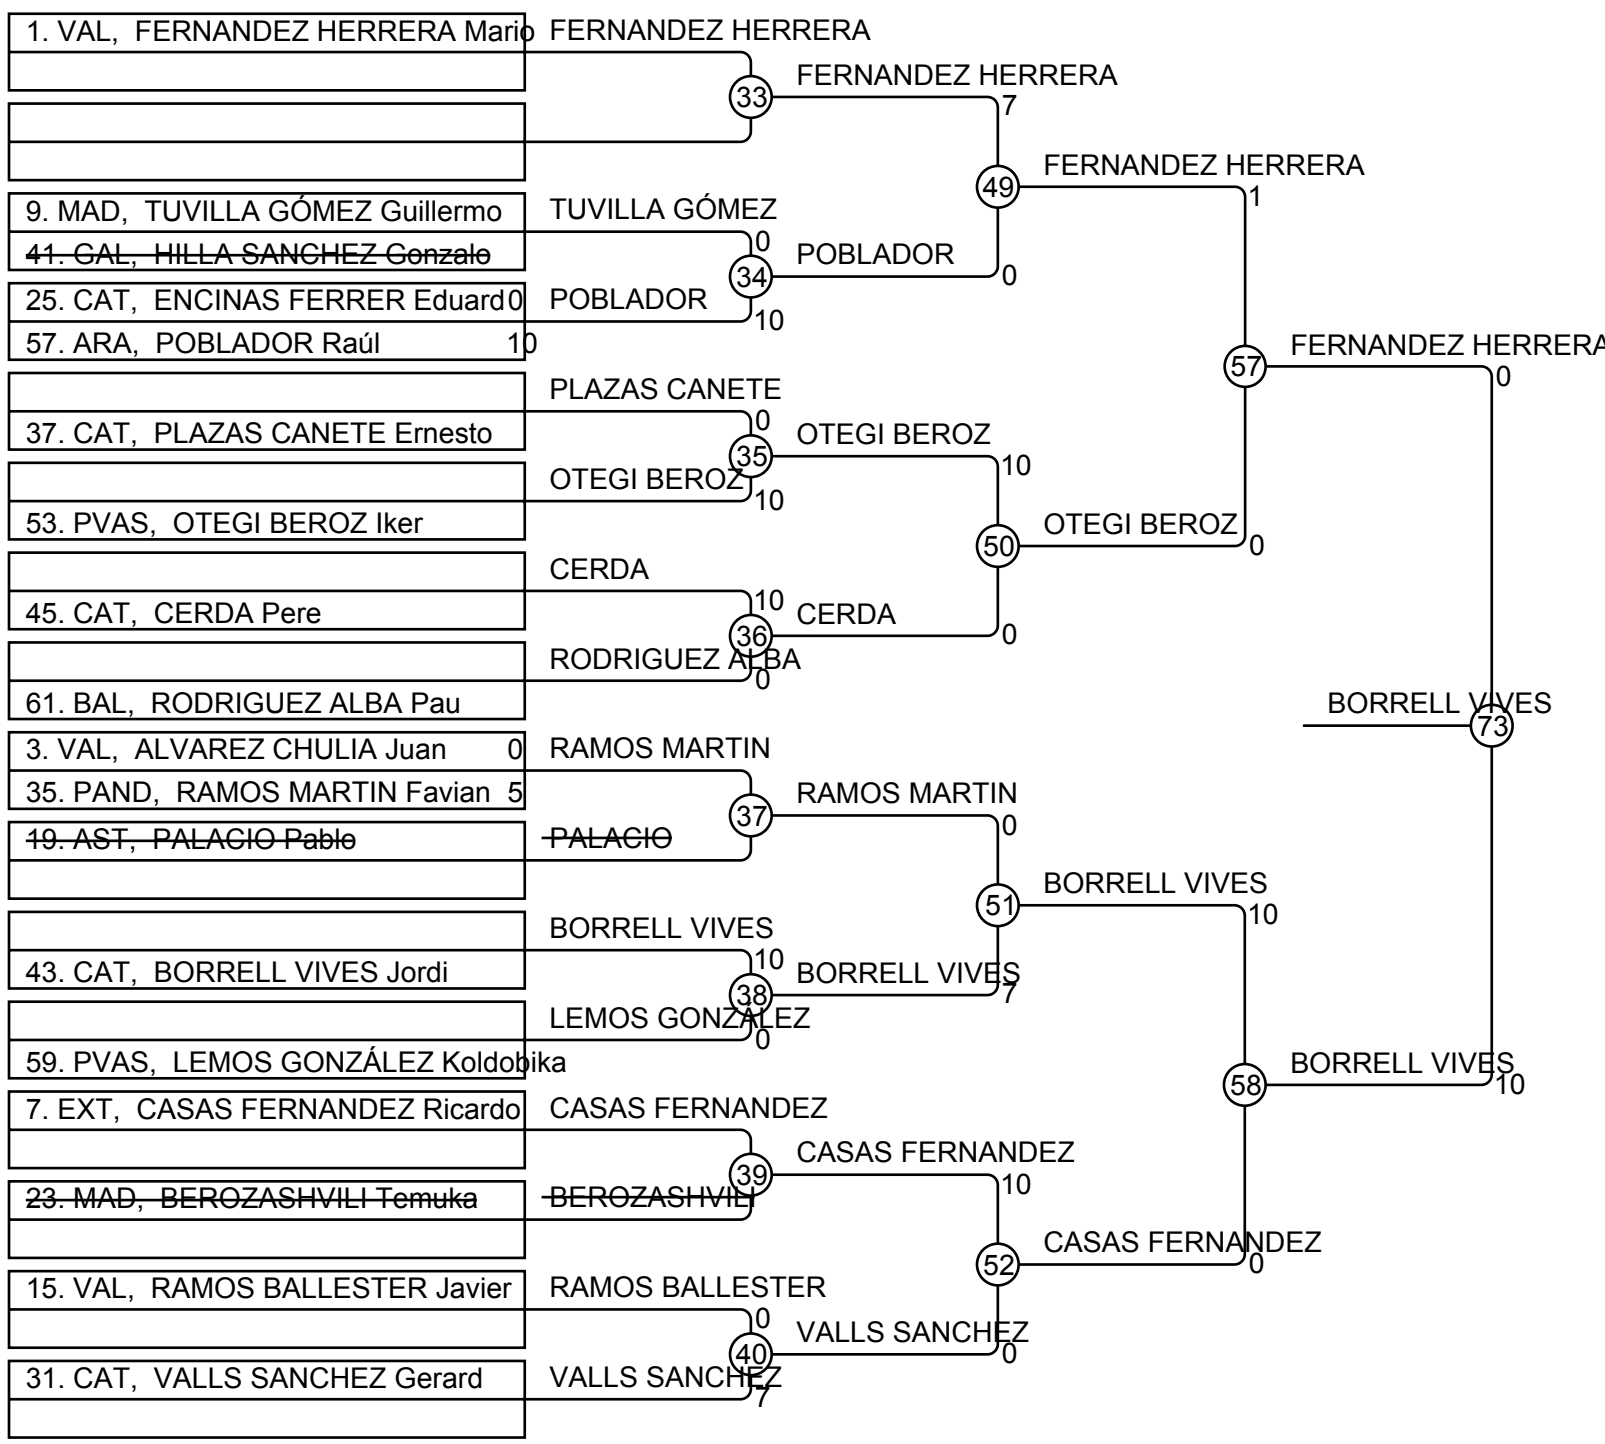 1. VAL, FERNANDEZ HERRERA Mario
FERNANDEZ HERRERA
FERNANDEZ HERRERA
33
7
FERNANDEZ HERRERA
49
1
9. MAD, TUVILLA GÓMEZ Guillermo
TUVILLA GÓMEZ
0
41. GAL, HILLA SANCHEZ Gonzalo
POBLADOR
34
0
25. CAT, ENCINAS FERRER Eduard 0
POBLADOR
10
57. ARA, POBLADOR Raúl 10
FERNANDEZ HERRERA
57
0
PLAZAS CANETE
0
37. CAT, PLAZAS CANETE Ernesto
OTEGI BEROZ
35
10
OTEGI BEROZ
10
53. PVAS, OTEGI BEROZ Iker
OTEGI BEROZ
50
0
CERDA
10
45. CAT, CERDA Pere
CERDA
36
0
RODRIGUEZ ALBA
0
61. BAL, RODRIGUEZ ALBA Pau
BORRELL VIVES
73
3. VAL, ALVAREZ CHULIA Juan 0
RAMOS MARTIN
35. PAND, RAMOS MARTIN Favian 5
RAMOS MARTIN
37
0
19. AST, PALACIO Pablo
PALACIO
BORRELL VIVES
51
10
BORRELL VIVES
10
43. CAT, BORRELL VIVES Jordi
BORRELL VIVES
38
7
LEMOS GONZÁLEZ
0
59. PVAS, LEMOS GONZÁLEZ Koldobika
BORRELL VIVES
58
10
7. EXT, CASAS FERNANDEZ Ricardo
CASAS FERNANDEZ
CASAS FERNANDEZ
39
10
23. MAD, BEROZASHVILI Temuka
BEROZASHVILI
CASAS FERNANDEZ
52
0
15. VAL, RAMOS BALLESTER Javier
RAMOS BALLESTER
0
VALLS SANCHEZ
40
0
31. CAT, VALLS SANCHEZ Gerard
VALLS SANCHEZ
7